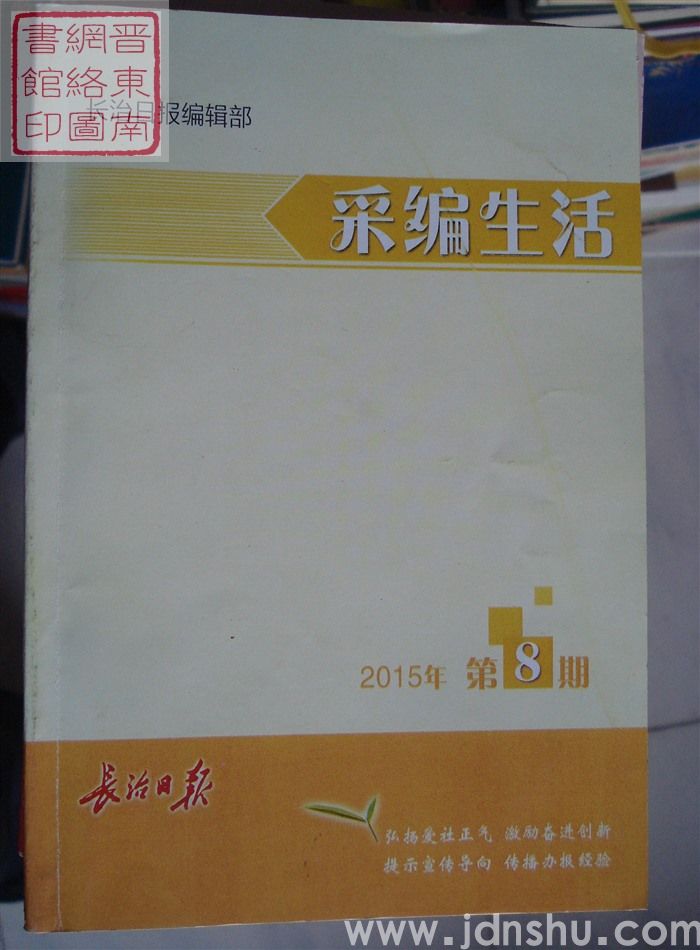 晋东南
網絡圖
書館印
长治日报编辑部
采编生活
2015年 第8期
長治日报
弘扬爱社正气 激励奋进创新
提示宣传导向 传播办报经验
www.jdnshu.com